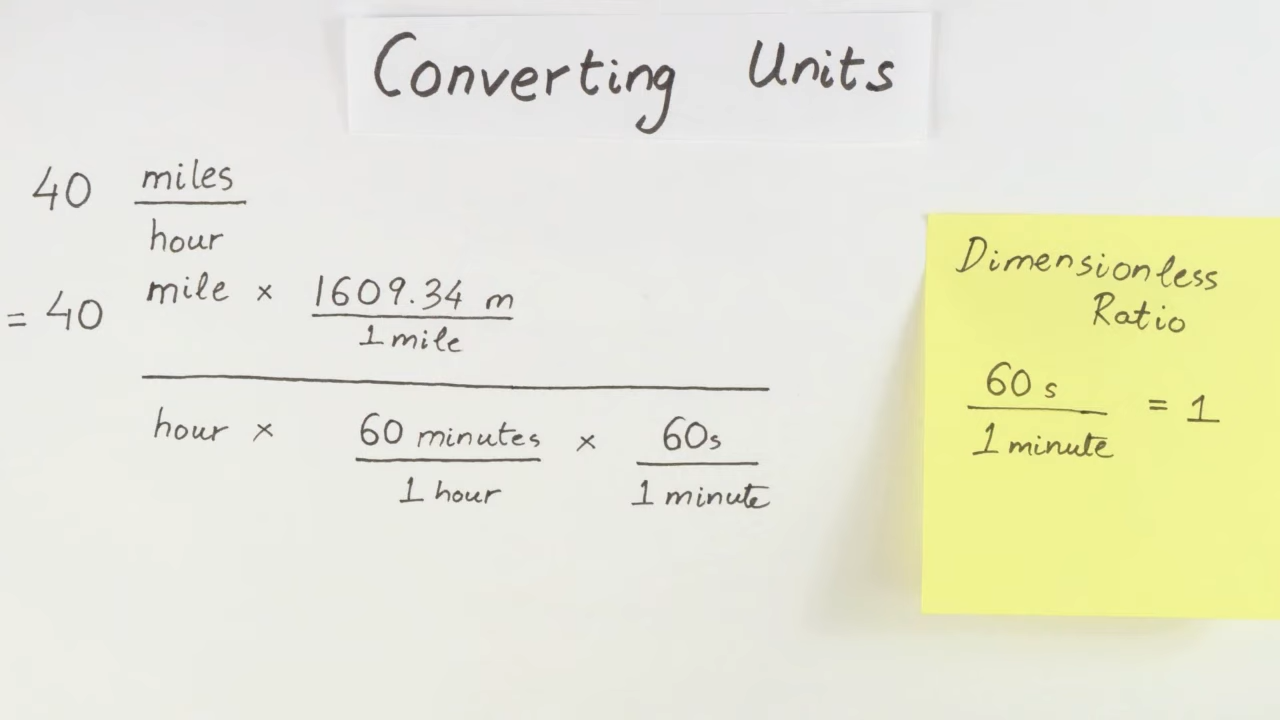 Converting Units
40 miles
hour
= 40 mile × 1609.34 m
1 mile
hour × 60 minutes × 60s
1 hour 1 minute
Dimensionless
Ratio
60 s = 1
1 minute